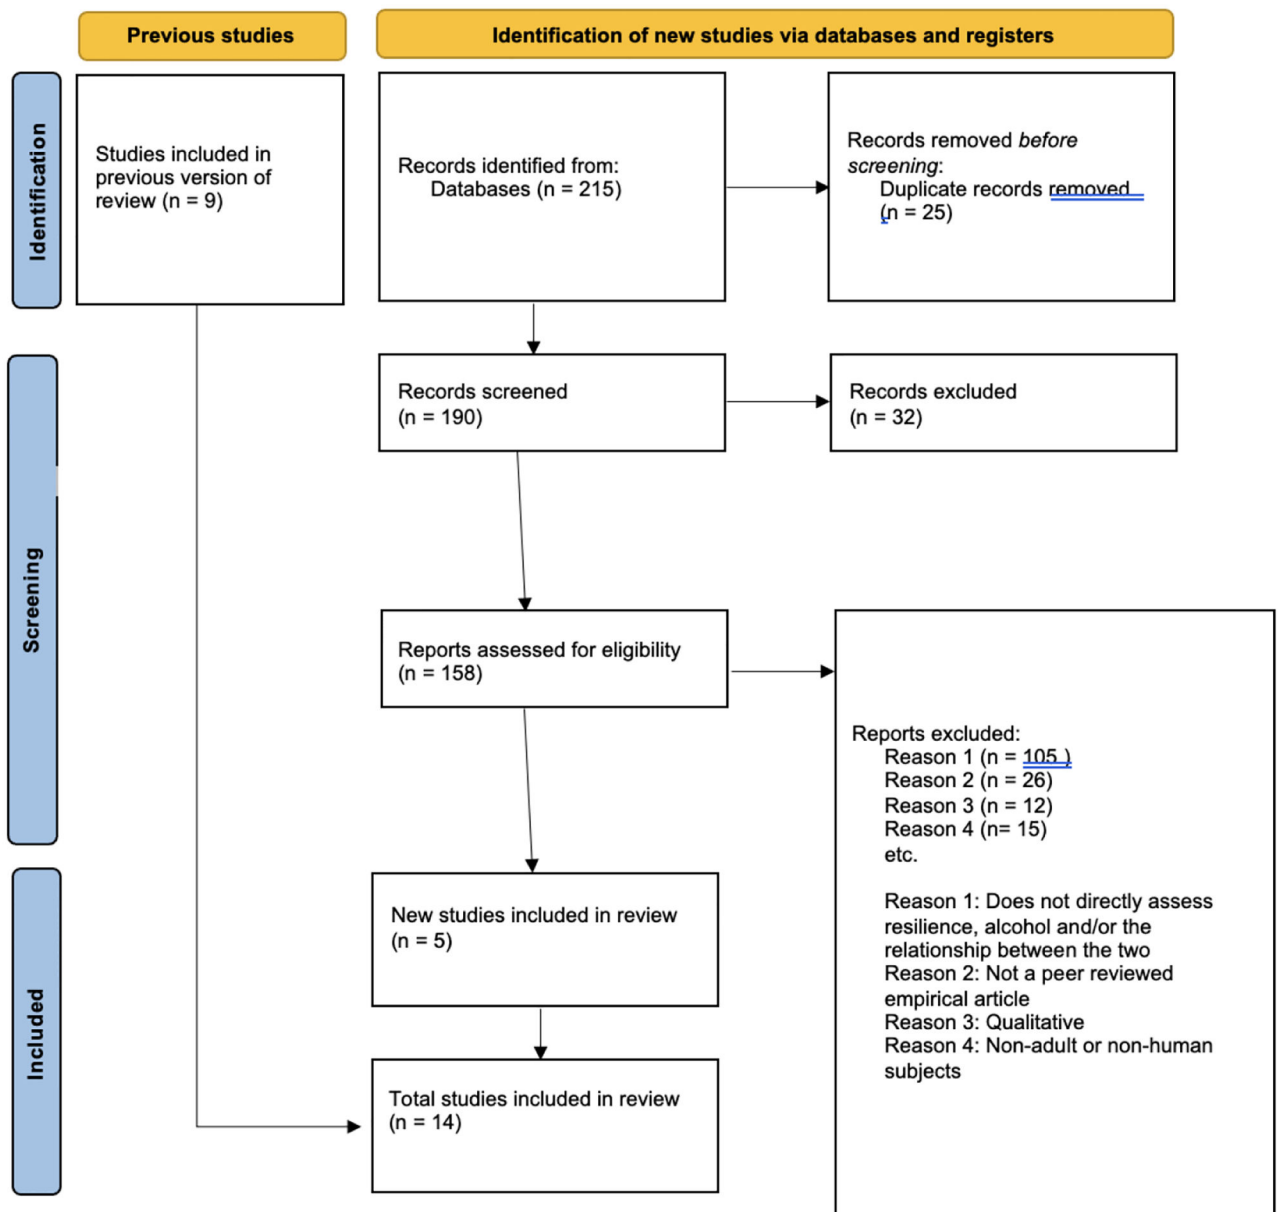 Previous studies
Identification of new studies via databases and registers
Identification
Studies included in
previous version of
review (n = 9)
Records identified from:
Databases (n = 215)
Records removed before
screening:
Duplicate records removed
(n = 25)
Screening
Records screened
(n = 190)
Records excluded
(n = 32)
Reports assessed for eligibility
(n = 158)
Reports excluded:
Reason 1 (n = 105 )
Reason 2 (n = 26)
Reason 3 (n = 12)
Reason 4 (n= 15)
etc.
Reason 1: Does not directly assess
resilience, alcohol and/or the
relationship between the two
Reason 2: Not a peer reviewed
empirical article
Reason 3: Qualitative
Reason 4: Non-adult or non-human
subjects
Included
New studies included in review
(n = 5)
Total studies included in review
(n = 14)